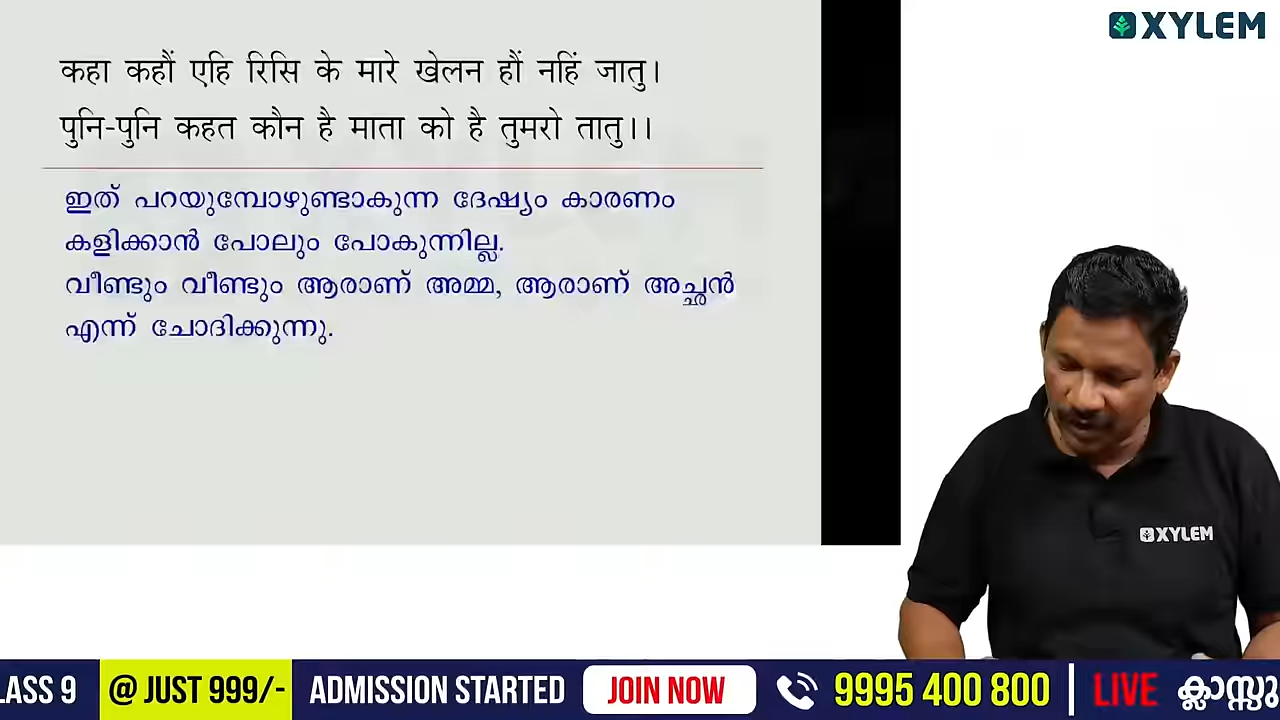 XYLEM
कहा कहौं एहि रिसि के मारे खेलन हौं नहिं जातु।
पुनि-पुनि कहत कौन है माता को है तुमरो तातु।।
ഇത് പറയുമ്പോഴുണ്ടാകുന്ന ദേഷ്യം കാരണം
കളിക്കാൻ പോലും പോകുന്നില്ല.
വീണ്ടും വീണ്ടും ആരാണ് അമ്മ, ആരാണ് അച്ഛൻ
എന്ന് ചോദിക്കുന്നു.
XYLEM
LASS 9 @ JUST 999/- ADMISSION STARTED JOIN NOW 9995 400 800 LIVE ക്ലാസ്സു